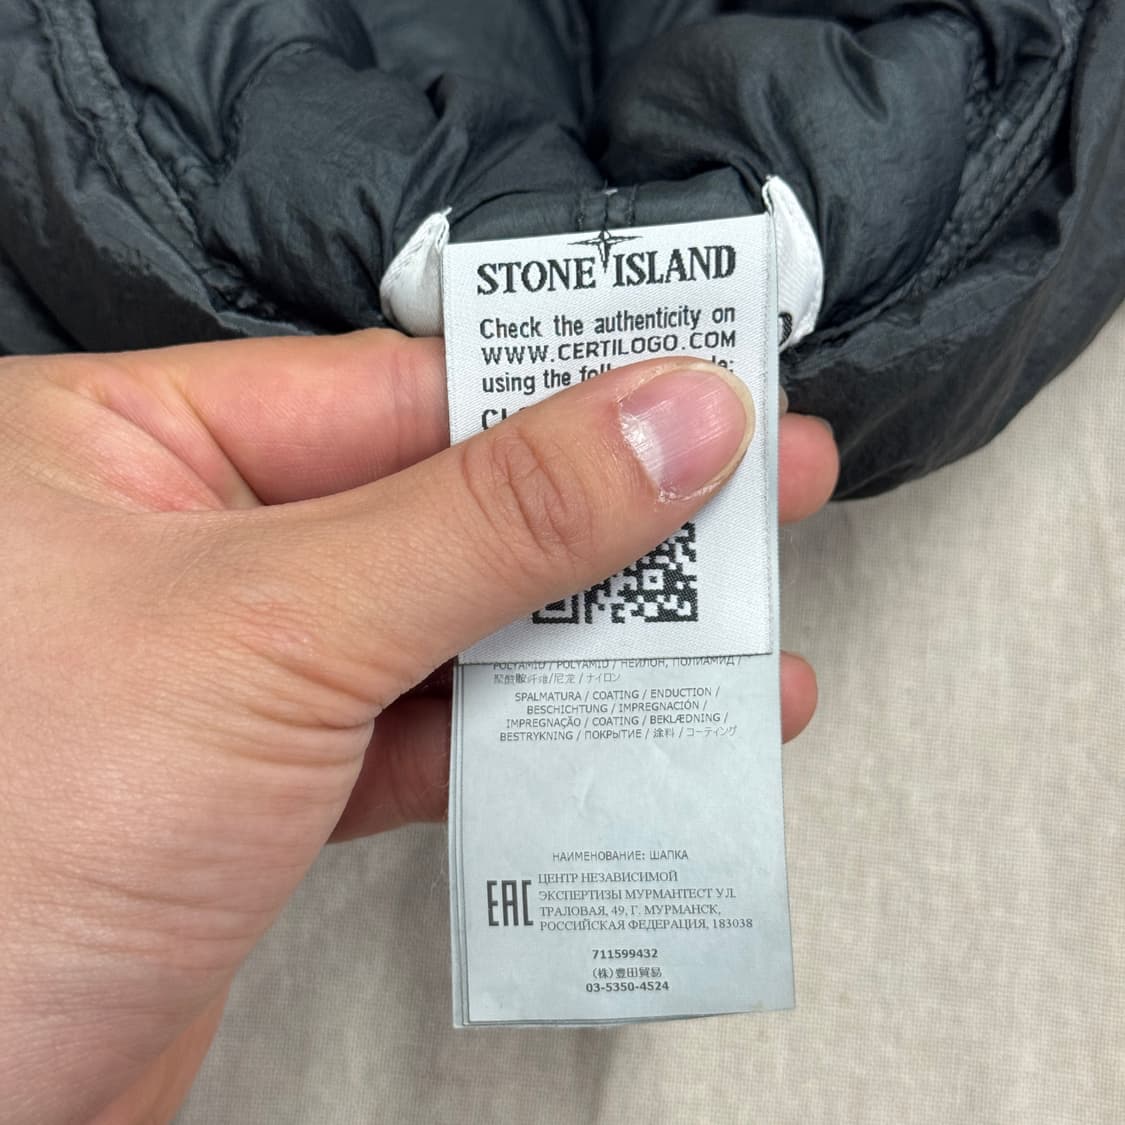 STONE ISLAND
Check the authenticity on
WWW.CERTILOGO.COM
using the
POLYAMID / POLYAMID / НЕЙЛОН, ПОЛИАМИД /
聚酰胺纤维/尼龙 / ナイロン
SPALMATURA / COATING / ENDUCTION /
BESCHICHTUNG / IMPREGNACIÓN /
IMPREGNAÇÃO / COATING / BEKLÆDNING /
BESTRYKNING / ПОКРЫТИЕ / 涂料 / コーティング
НАИМЕНОВАНИЕ: ШАПКА
EAC
ЦЕНТР НЕЗАВИСИМОЙ
ЭКСПЕРТИЗЫ МУРМАНТЕСТ УЛ.
ТРАЛОВАЯ, 49, Г. МУРМАНСК,
РОССИЙСКАЯ ФЕДЕРАЦИЯ, 183038
711599432
(株)豊田貿易
03-5350-4524